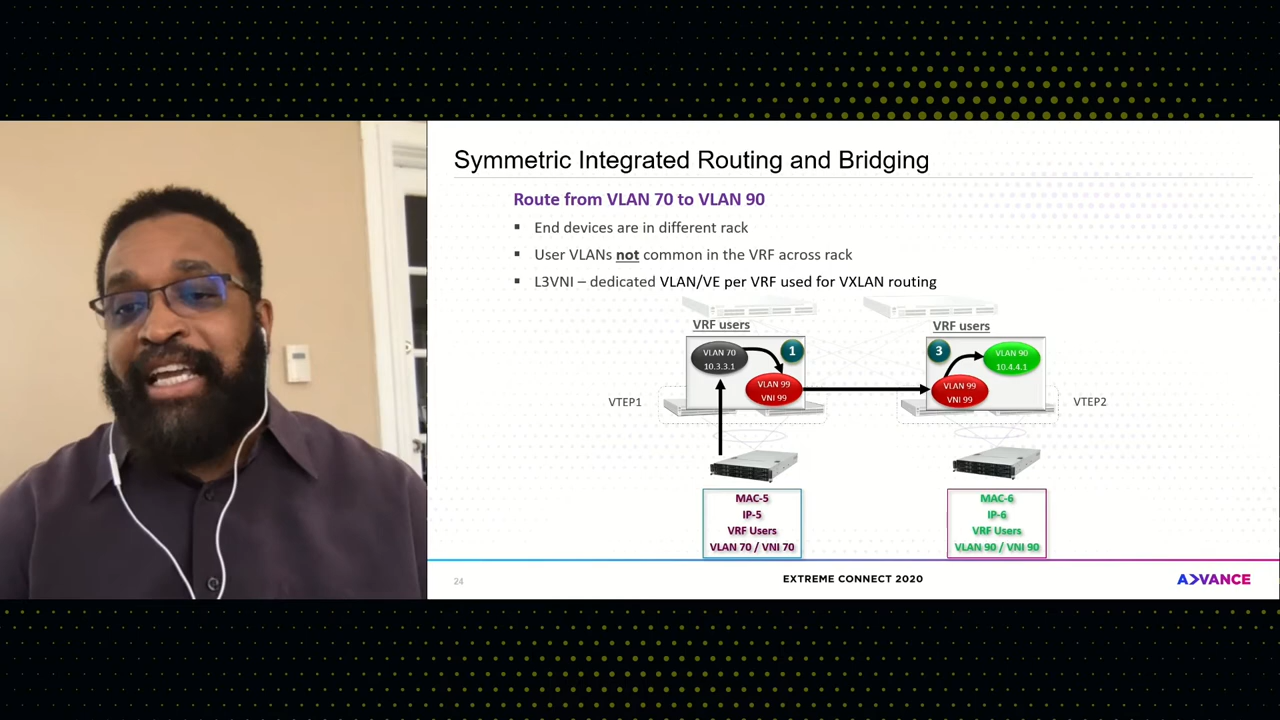 Symmetric Integrated Routing and Bridging
Route from VLAN 70 to VLAN 90
End devices are in different rack
User VLANs not common in the VRF across rack
L3VNI – dedicated VLAN/VE per VRF used for VXLAN routing
VRF users
VRF users
VLAN 70
10.3.3.1
1
VLAN 99
VNI 99
3
VLAN 90
10.4.4.1
VLAN 99
VNI 99
VTEP1
VTEP2
MAC-5
IP-5
VRF Users
VLAN 70 / VNI 70
MAC-6
IP-6
VRF Users
VLAN 90 / VNI 90
24
EXTREME CONNECT 2020
ADVANCE